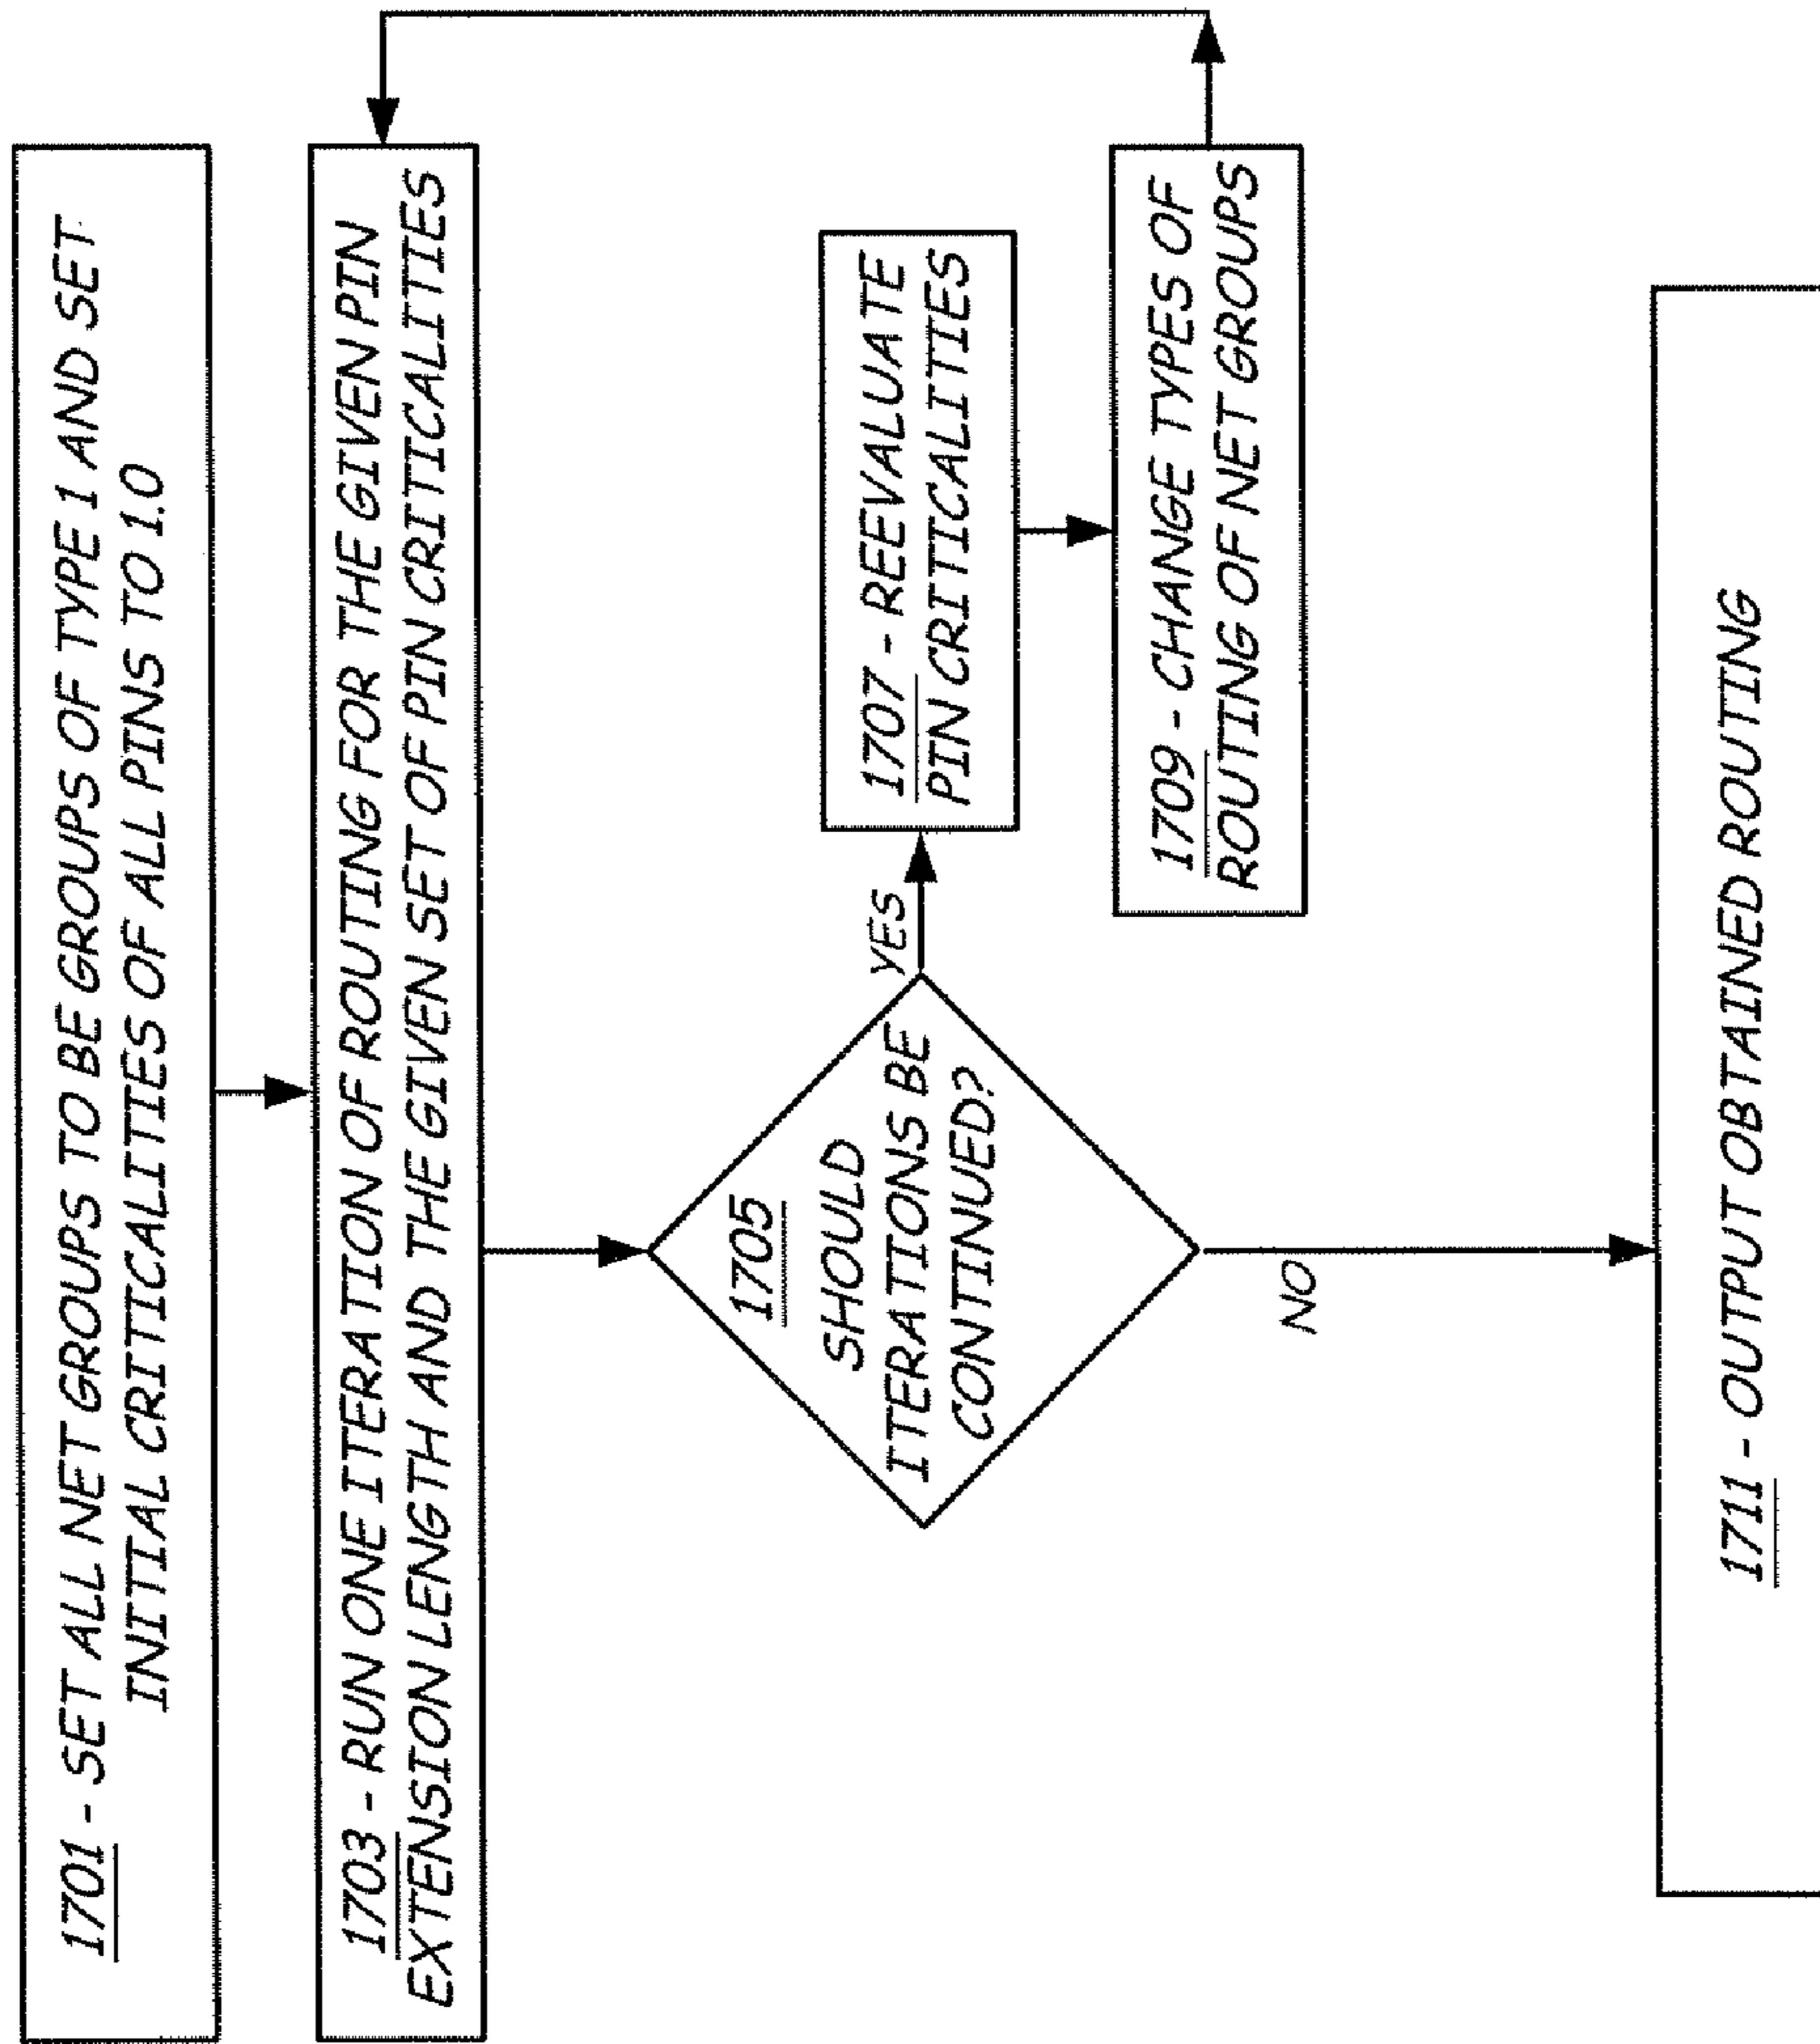 1701 - SET ALL NET GROUPS TO BE GROUPS OF TYPE 1 AND SET
INITIAL CRITICALITIES OF ALL PINS TO 1.0
1703 - RUN ONE ITERATION OF ROUTING FOR THE GIVEN PIN
EXTENSION LENGTH AND THE GIVEN SET OF PIN CRITICALITIES
1705
SHOULD
ITERATIONS BE
CONTINUED?
YES
1707 - REEVALUATE
PIN CRITICALITIES
1709 - CHANGE TYPES OF
ROUTING OF NET GROUPS
NO
1711 - OUTPUT OBTAINED ROUTING